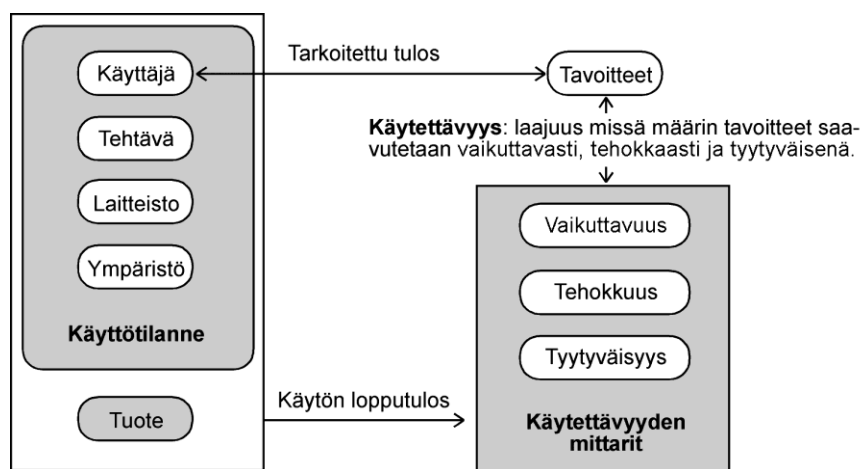 Käyttäjä
Tehtävä
Laitteisto
Ympäristö
Käyttötilanne
Tuote
Tarkoitettu tulos
Käytön lopputulos
Tavoitteet
Käytettävyys: laajuus missä määrin tavoitteet saa-
vutetaan vaikuttavasti, tehokkaasti ja tyytyväisenä.
Vaikuttavuus
Tehokkuus
Tyytyväisyys
Käytettävyyden
mittarit